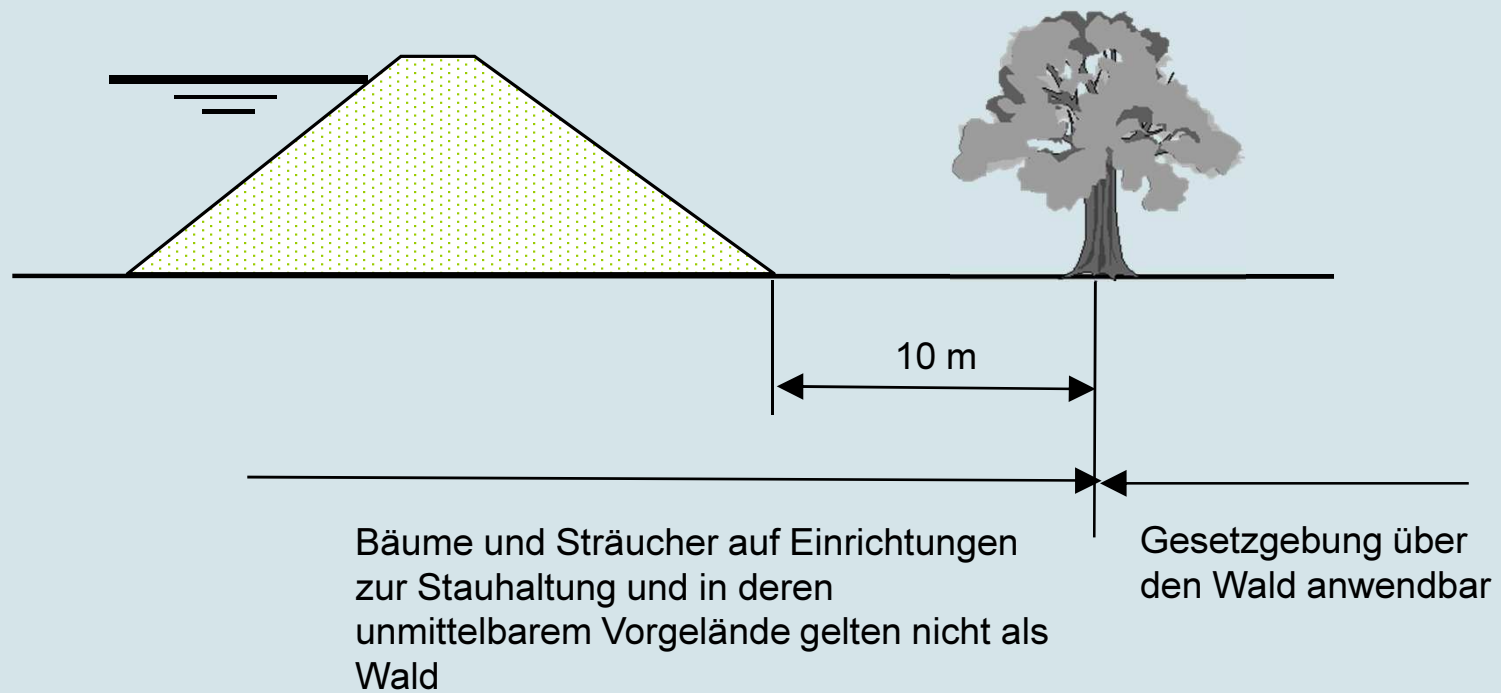 10 m
Bäume und Sträucher auf Einrichtungen
zur Stauhaltung und in deren
unmittelbarem Vorgelände gelten nicht als
Wald
Gesetzgebung über
den Wald anwendbar